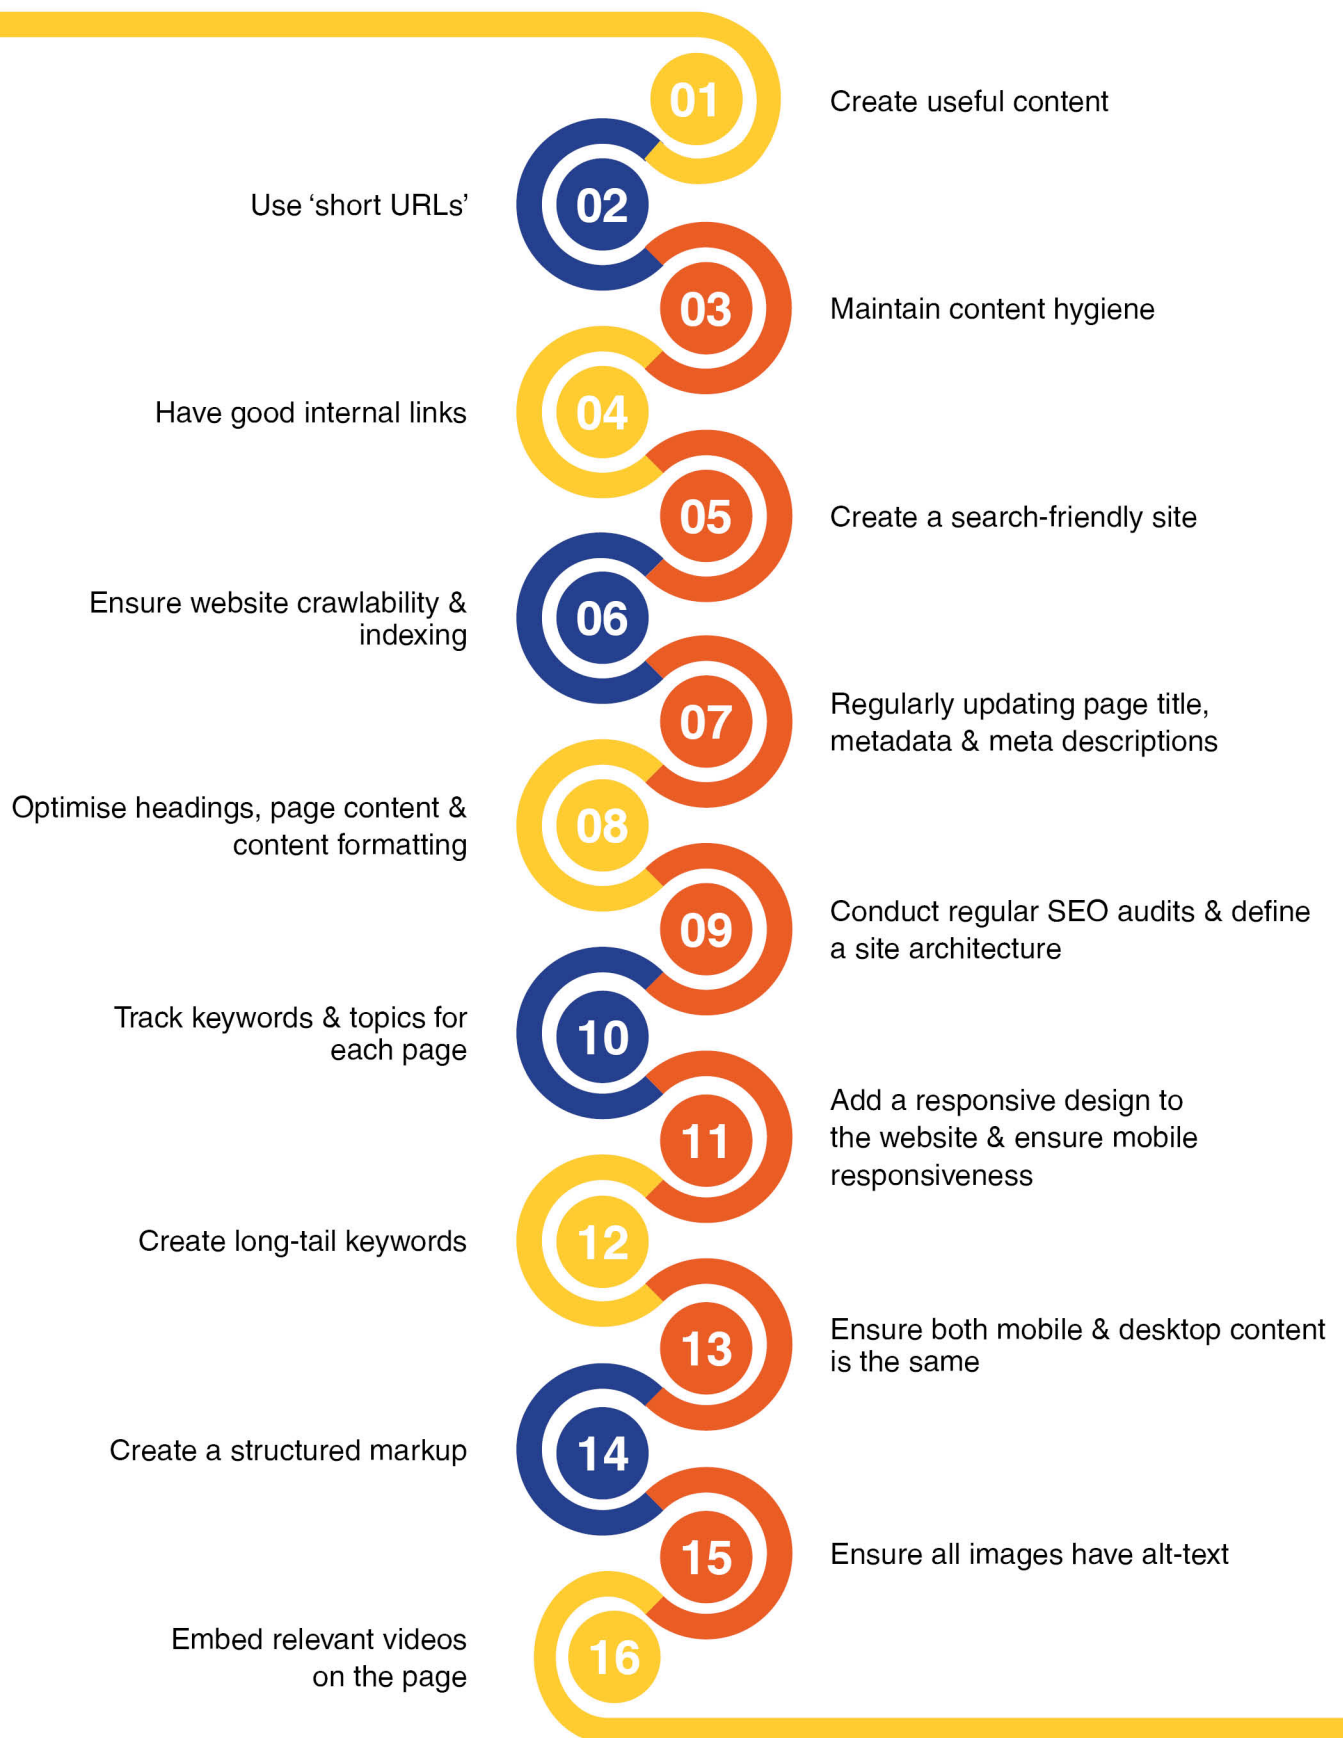 01
Create useful content
Use ‘short URLs’
02
03
Maintain content hygiene
Have good internal links
04
05
Create a search-friendly site
Ensure website crawlability &
indexing
06
07
Regularly updating page title,
metadata & meta descriptions
Optimise headings, page content &
content formatting
08
09
Conduct regular SEO audits & define
a site architecture
Track keywords & topics for
each page
10
11
Add a responsive design to
the website & ensure mobile
responsiveness
Create long-tail keywords
12
13
Ensure both mobile & desktop content
is the same
Create a structured markup
14
15
Ensure all images have alt-text
Embed relevant videos
on the page
16